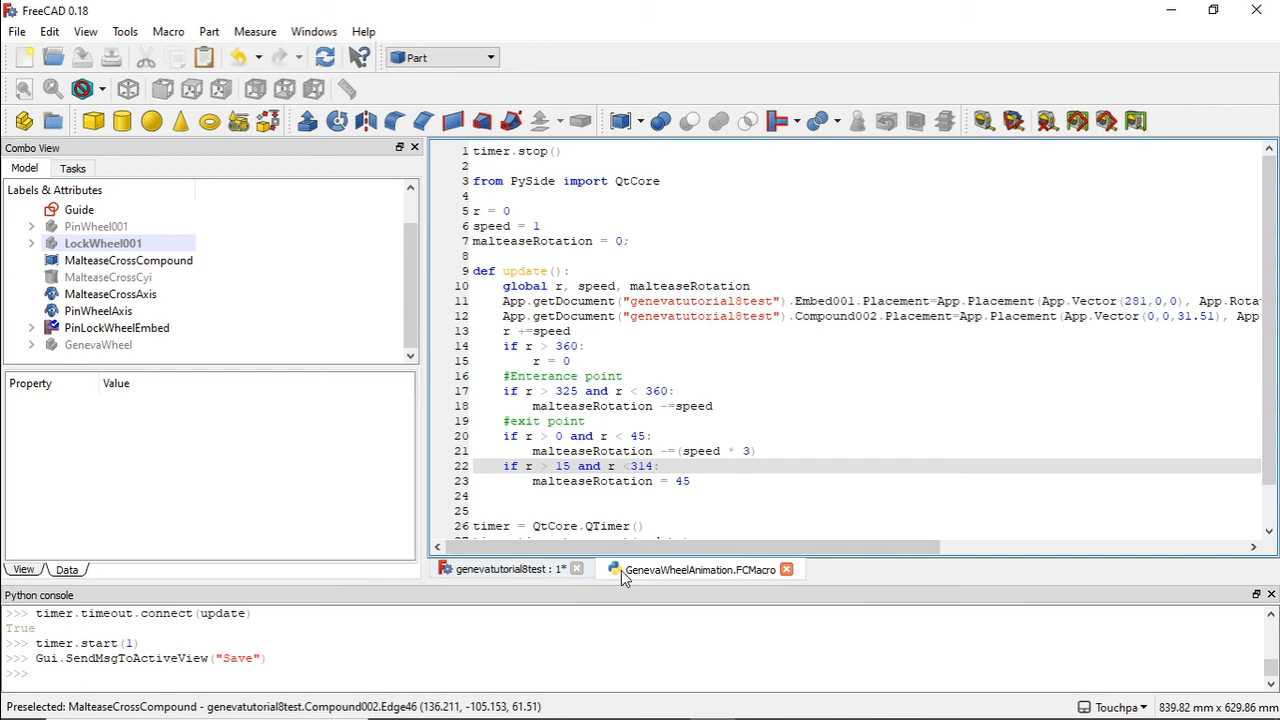 FreeCAD 0.18
File Edit View Tools Macro Part Measure Windows Help
Part
Combo View
Model Tasks
Labels & Attributes
Guide
PinWheel001
LockWheel001
MalteaseCrossCompound
MalteaseCrossCyi
MalteaseCrossAxis
PinWheelAxis
PinLockWheelEmbed
GenevaWheel
Property Value
View Data
1 timer.stop()
2
3 from PySide import QtCore
4
5 r = 0
6 speed = 1
7 malteaseRotation = 0;
8
9 def update():
10 global r, speed, malteaseRotation
11 App.getDocument("genevatutorial8test").Embed001.Placement=App.Placement(App.Vector(281,0,0), App.Rota
12 App.getDocument("genevatutorial8test").Compound002.Placement=App.Placement(App.Vector(0,0,31.51), Ap
13 r +=speed
14 if r > 360:
15 r = 0
16 #Enterance point
17 if r > 325 and r < 360:
18 malteaseRotation -=speed
19 #exit point
20 if r > 0 and r < 45:
21 malteaseRotation -=(speed * 3)
22 if r > 15 and r <314:
23 malteaseRotation = 45
24
25
26 timer = QtCore.QTimer()
genevatutorial8test : 1*
GenevaWheelAnimation.FCMacro
Python console
>>> timer.timeout.connect(update)
True
>>> timer.start(1)
>>> Gui.SendMsgToActiveView("Save")
>>>
Preselected: MalteaseCrossCompound - genevatutorial8test.Compound002.Edge46 (136.211, -105.153, 61.51)
Touchpa
839.82 mm x 629.86 mm